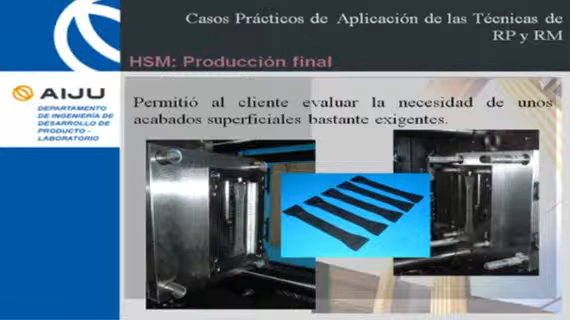 Casos Prácticos de Aplicación de las Técnicas de
RP y RM
HSM: Producción final
AIJU
DEPARTAMENTO
DE INGENIERÍA DE
DESARROLLO DE
PRODUCTO -
LABORATORIO
Permitió al cliente evaluar la necesidad de unos
acabados superficiales bastante exigentes.